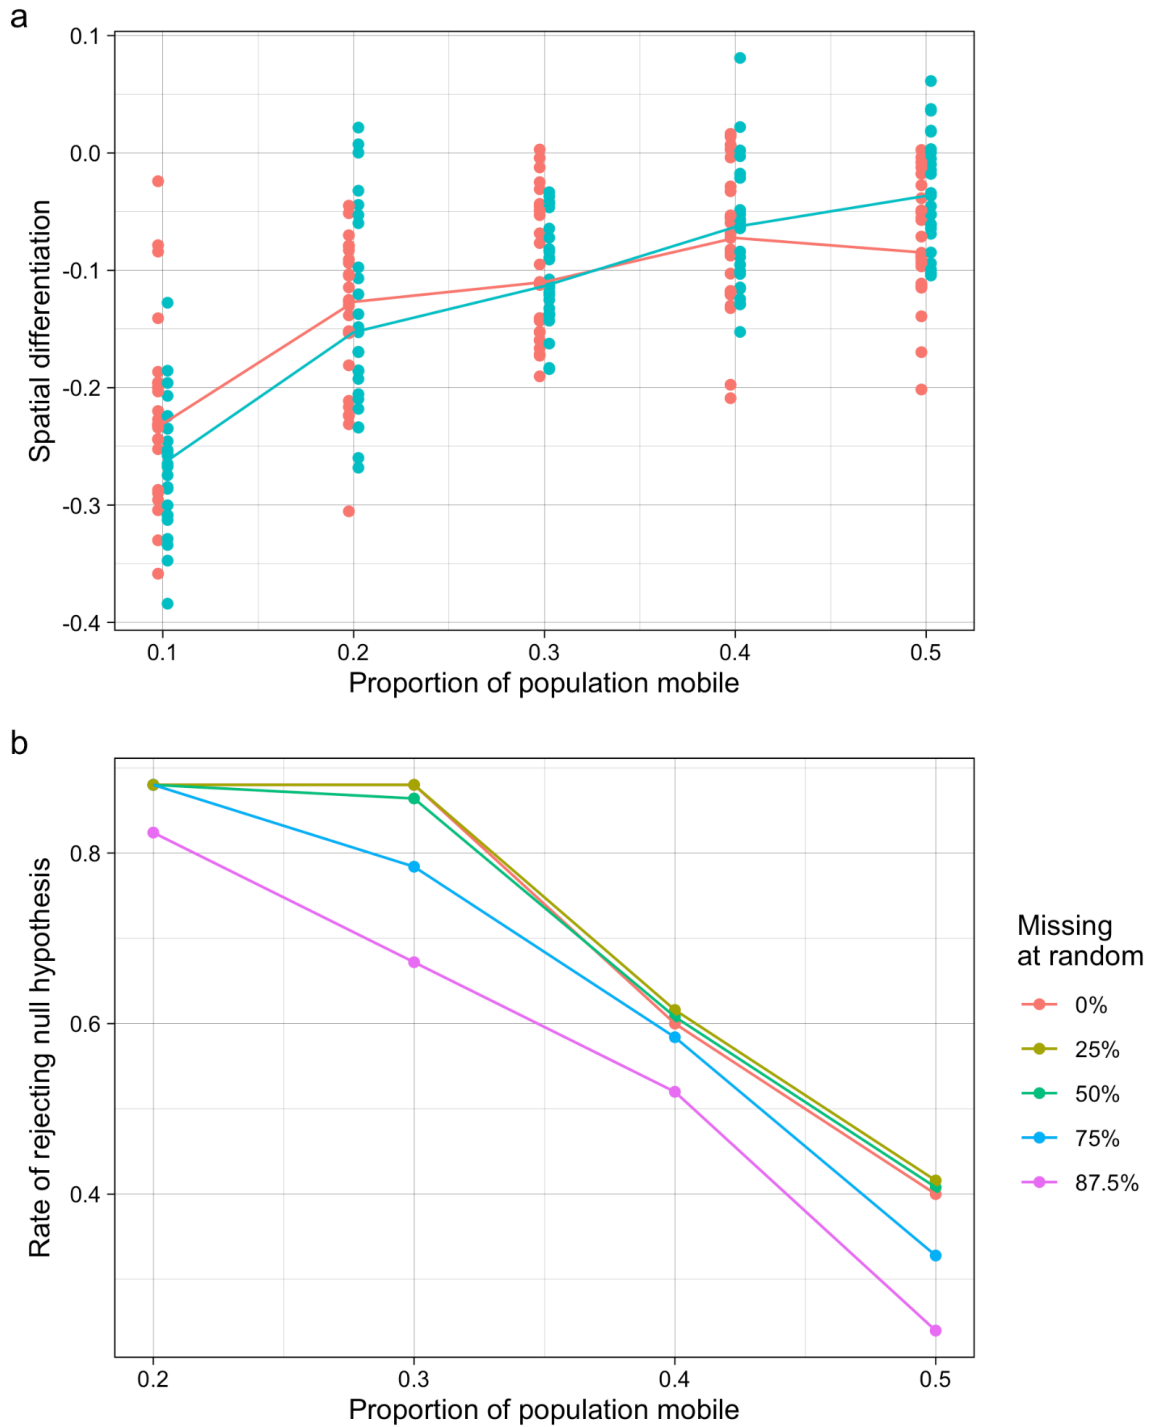 a
0.1
0.0
-0.1
-0.2
-0.3
-0.4
Spatial differentiation
0.1 0.2 0.3 0.4 0.5
Proportion of population mobile
b
0.8
0.6
0.4
Rate of rejecting null hypothesis
0.2 0.3 0.4 0.5
Proportion of population mobile
Missing
at random
0%
25%
50%
75%
87.5%